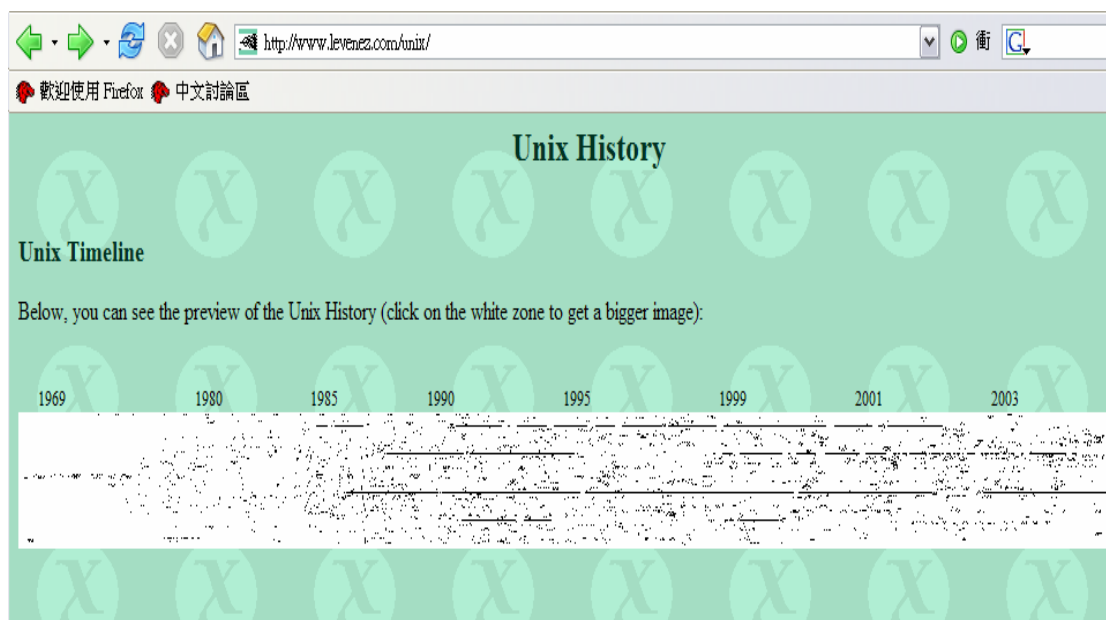 http://www.levenez.com/unix/ 衝 G
歡迎使用 Firefox 中文討論區
Unix History
Unix Timeline
Below, you can see the preview of the Unix History (click on the white zone to get a bigger image):
1969 1980 1985 1990 1995 1999 2001 2003